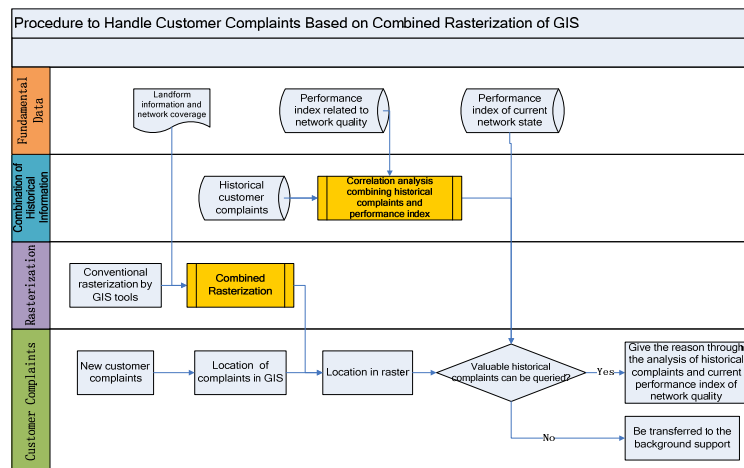 Procedure to Handle Customer Complaints Based on Combined Rasterization of GIS
Fundamental
Data
Landform
information and
network coverage
Performance
index related to
network quality
Performance
index of current
network state
Combination of
Historical
Information
Historical
customer
complaints
Correlation analysis
combining historical
complaints and
performance index
Rasterization
Conventional
rasterization by
GIS tools
Combined
Rasterization
Customer Complaints
New customer
complaints
Location of
complaints in GIS
Location in raster
Valuable historical
complaints can be queried?
Yes
Give the reason through
the analysis of historical
complaints and current
performance index of
network quality
No
Be transferred to the
background support